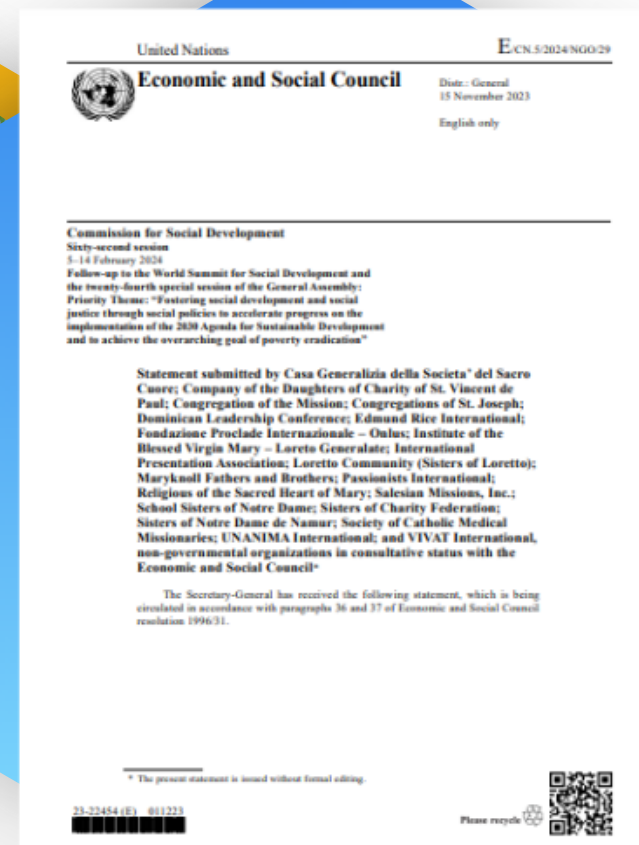 United Nations
E/CN.5/2024/NGO/29
Economic and Social Council
Distr.: General
15 November 2023
English only
Commission for Social Development
Sixty-second session
5–14 February 2024
Follow-up to the World Summit for Social Development and
the twenty-fourth special session of the General Assembly:
Priority Theme: “Fostering social development and social
justice through social policies to accelerate progress on the
implementation of the 2030 Agenda for Sustainable Development
and to achieve the overarching goal of poverty eradication”
Statement submitted by Casa Generalizia della Societa’ del Sacro
Cuore; Company of the Daughters of Charity of St. Vincent de
Paul; Congregation of the Mission; Congregations of St. Joseph;
Dominican Leadership Conference; Edmund Rice International;
Fondazione Proclade Internazionale – Onlus; Institute of the
Blessed Virgin Mary – Loreto Generalate; International
Presentation Association; Loretto Community (Sisters of Loretto);
Maryknoll Fathers and Brothers; Passionists International;
Religious of the Sacred Heart of Mary; Salesian Missions, Inc.;
School Sisters of Notre Dame; Sisters of Charity Federation;
Sisters of Notre Dame de Namur; Society of Catholic Medical
Missionaries; UNANIMA International; and VIVAT International,
non-governmental organizations in consultative status with the
Economic and Social Council*
The Secretary-General has received the following statement, which is being
circulated in accordance with paragraphs 36 and 37 of Economic and Social Council
resolution 1996/31.
* The present statement is issued without formal editing.
23-22454 (E) 011223
Please recycle